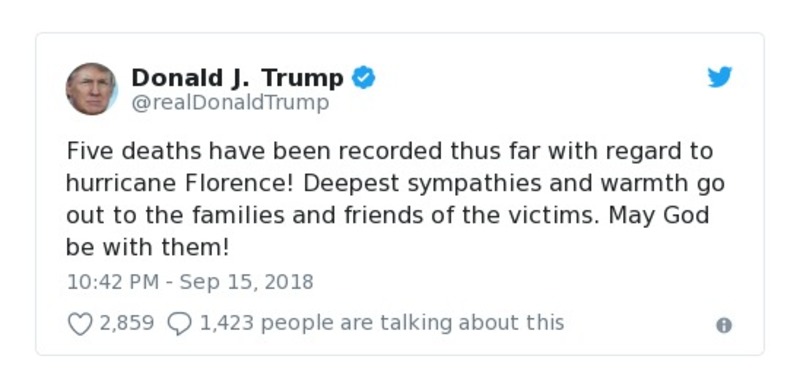 Donald J. Trump
@realDonaldTrump
Five deaths have been recorded thus far with regard to
hurricane Florence! Deepest sympathies and warmth go
out to the families and friends of the victims. May God
be with them!
10:42 PM - Sep 15, 2018
2,859 1,423 people are talking about this